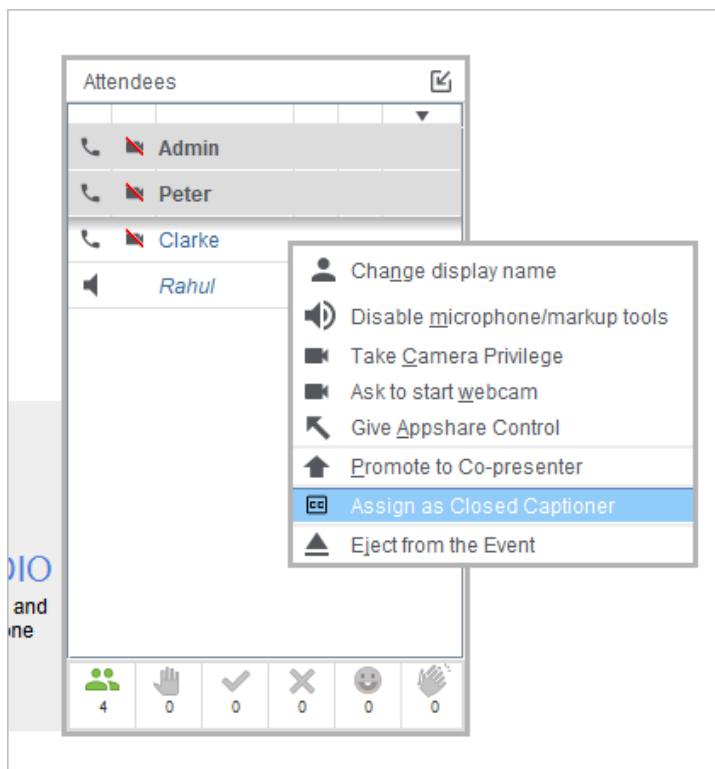 Attendees
Admin
Peter
Clarke
Rahul
Change display name
Disable microphone/markup tools
Take Camera Privilege
Ask to start webcam
Give Appshare Control
Promote to Co-presenter
CC Assign as Closed Captioner
Eject from the Event
DIO
and
one
4 0 0 0 0 0